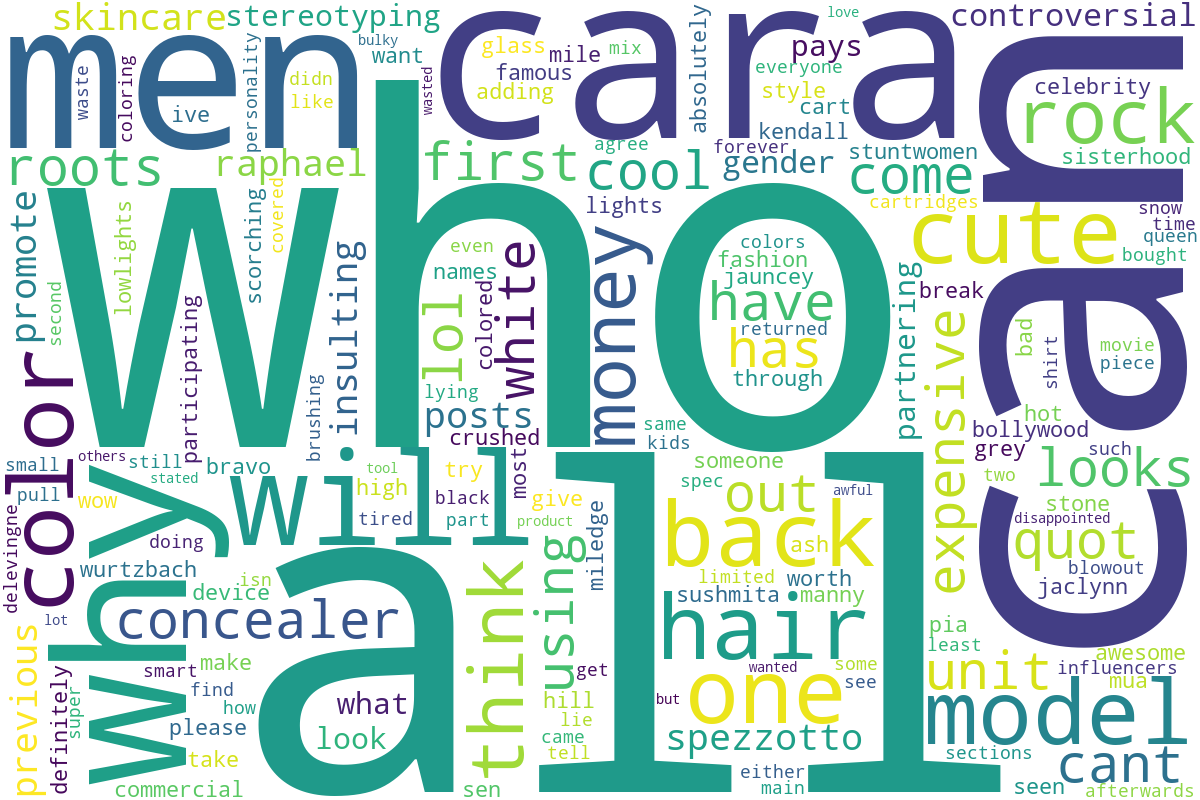 skincare
stereotyping
men
cara
love
controversial
waste
coloring
ive
personality
didn
like
bulky
want
wasted
glass
mile
mix
famous
adding
absolutely
pays
everyone
style
cart
kendall
can
celebrity
rock
sisterhood
roots
raphael
first
agree
cool
forever
gender
stuntwomen
come
cartridges
lights
who
promote
second
lowlights
scorching
covered
insulting
participating
brushing
even
names
lol
colored
white
lying
posts
crushed
money
colors
fashion
jauncey
have
returned
has
through
same
kids
partnering
cute
snow
time
queen
bought
break
expensive
bad
shirt
movie
piece
hot
bollywood
grey
such
looks
color
small
others
still
stated
pull
wow
bravo
doing
why
will
tool
high
tired
try
black
part
most
give
product
someone
spec
out
awful
back
ash
two
stone
disappointed
quot
blowout
jaclynn
delevingne
lot
wurtzbach
isn
device
concealer
all
think
using
miledge
limited
worth
sushmita
manny
hair
pia
least
unit
awesome
mua
influencers
previous
definitely
super
smart
make
find
how
please
take
commercial
what
look
sen
get
hill
lie
came
tell
but
wanted
some
see
one
spezzotto
either
main
model
sections
cant
seen
afterwards